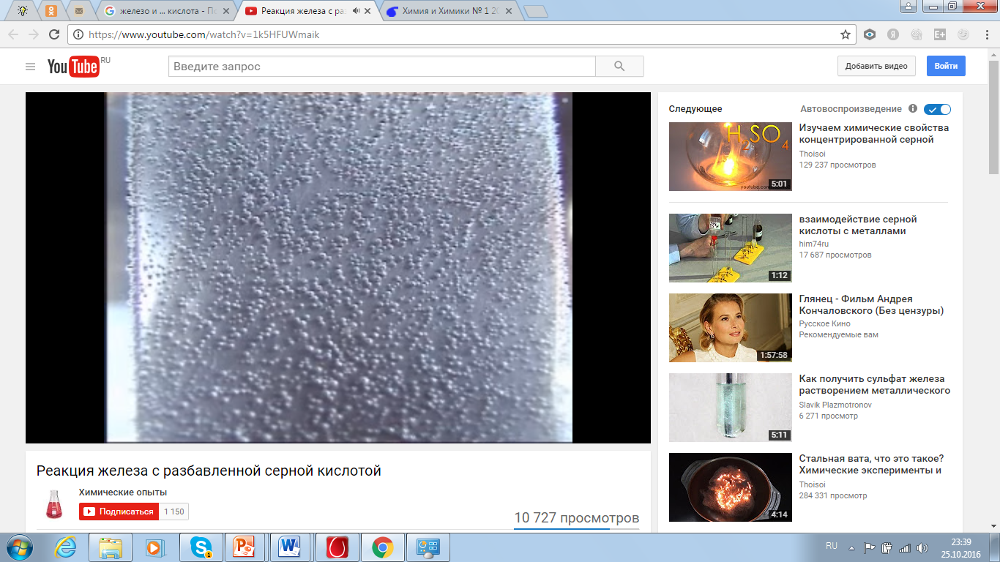 железо и ... кислота - По
Реакция железа с раз
Химия и Химики № 1 20
https://www.youtube.com/watch?v=1k5HFUWmaik
E+
YouTube RU
Введите запрос
Добавить видео
Войти
Следующее
Автовоспроизведение
H2SO4
5:01
Изучаем химические свойства
концентрированной серной
Thoisoi
129 237 просмотров
1:12
взаимодействие серной
кислоты с металлами
him74ru
17 687 просмотров
1:57:58
Глянец - Фильм Андрея
Кончаловского (Без цензуры)
Русское Кино
Рекомендуемые вам
5:11
Как получить сульфат железа
растворением металлического
Slavik Plazmotronov
6 271 просмотр
4:14
Стальная вата, что это такое?
Химические эксперименты и
Thoisoi
284 331 просмотр
Реакция железа с разбавленной серной кислотой
Химические опыты
Подписаться
1 150
10 727 просмотров
RU
23:39
25.10.2016